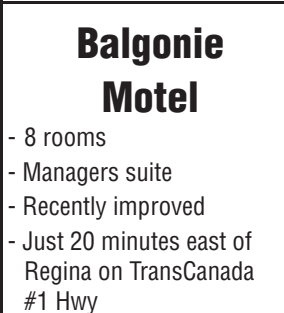 Balgonie
Motel
- 8 rooms
- Managers suite
- Recently improved
- Just 20 minutes east of
Regina on TransCanada
#1 Hwy